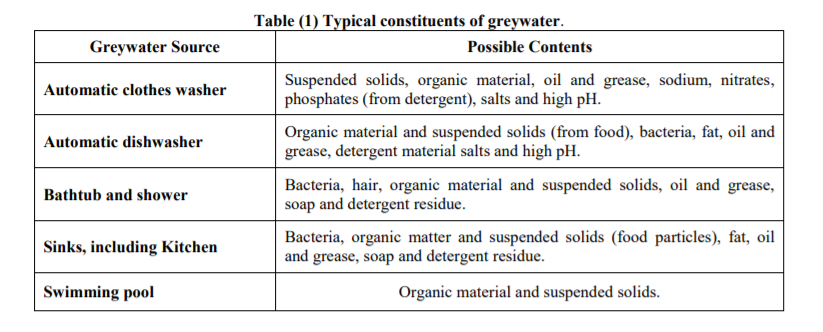 Table (1) Typical constituents of greywater.
Greywater Source Possible Contents
Automatic clothes washer
Suspended solids, organic material, oil and grease, sodium, nitrates,
phosphates (from detergent), salts and high pH.
Automatic dishwasher
Organic material and suspended solids (from food), bacteria, fat, oil and
grease, detergent material salts and high pH.
Bathtub and shower
Bacteria, hair, organic material and suspended solids, oil and grease,
soap and detergent residue.
Sinks, including Kitchen
Bacteria, organic matter and suspended solids (food particles), fat, oil
and grease, soap and detergent residue.
Swimming pool
Organic material and suspended solids.